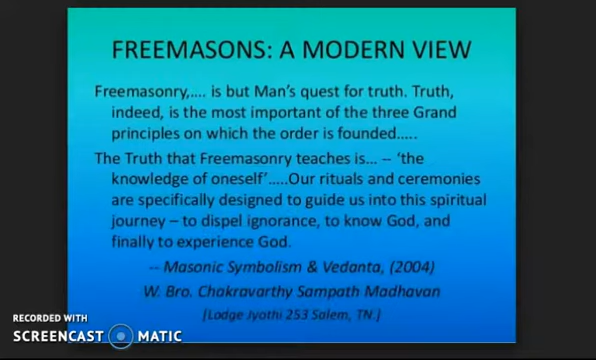 FREEMASONS: A MODERN VIEW
Freemasonry,.... is but Man's quest for truth. Truth,
indeed, is the most important of the three Grand
principles on which the order is founded.....
The Truth that Freemasonry teaches is... -- 'the
knowledge of oneself'.....Our rituals and ceremonies
are specifically designed to guide us into this spiritual
journey – to dispel ignorance, to know God, and
finally to experience God.
-- Masonic Symbolism & Vedanta, (2004)
W. Bro. Chakravarthy Sampath Madhavan
[Lodge Jyothi 253 Salem, TN.]
RECORDED WITH
SCREENCAST MATIC